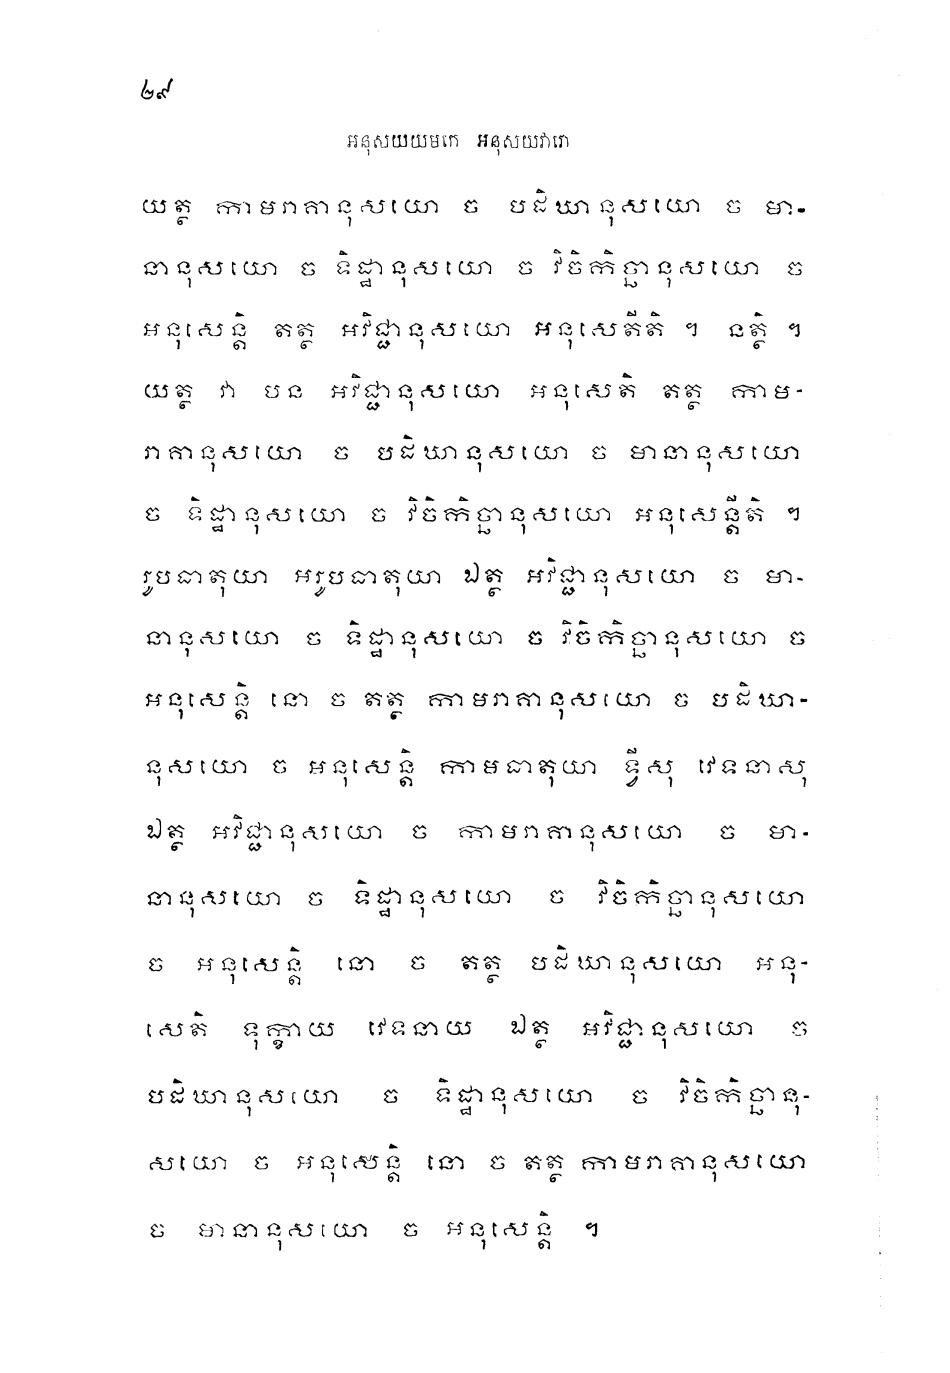 ២៩
អនុសយយមកេ អនុសយវារោ
យត្ថ កាមរាគានុសយោ ច បដិឃានុសយោ ច មា-
នានុសយោ ច ទិដ្ឋានុសយោ ច វិចិកិច្ឆានុសយោ ច
អនុសេន្តិ តត្ថ អវិជ្ជានុសយោ អនុសេតីតិ ។ នត្ថិ ។
យត្ថ វា បន អវិជ្ជានុសយោ អនុសេតិ តត្ថ កាម-
រាគានុសយោ ច បដិឃានុសយោ ច មានានុសយោ
ច ទិដ្ឋានុសយោ ច វិចិកិច្ឆានុសយោ អនុសេន្តីតិ ។
រូបធាតុយា អរូបធាតុយា ឯត្ថ អវិជ្ជានុសយោ ច មា-
នានុសយោ ច ទិដ្ឋានុសយោ ច វិចិកិច្ឆានុសយោ ច
អនុសេន្តិ នោ ច តត្ថ កាមរាគានុសយោ ច បដិឃា-
នុសយោ ច អនុសេន្តិ កាមធាតុយា ទ្វីសុ វេទនាសុ
ឯត្ថ អវិជ្ជានុសយោ ច កាមរាគានុសយោ ច មា-
នានុសយោ ច ទិដ្ឋានុសយោ ច វិចិកិច្ឆានុសយោ
ច អនុសេន្តិ នោ ច តត្ថ បដិឃានុសយោ អនុ-
សេតិ ទុក្ខាយ វេទនាយ ឯត្ថ អវិជ្ជានុសយោ ច
បដិឃានុសយោ ច ទិដ្ឋានុសយោ ច វិចិកិច្ឆានុ-
សយោ ច អនុសេន្តិ នោ ច តត្ថ កាមរាគានុសយោ
ច មានានុសយោ ច អនុសេន្តិ ។